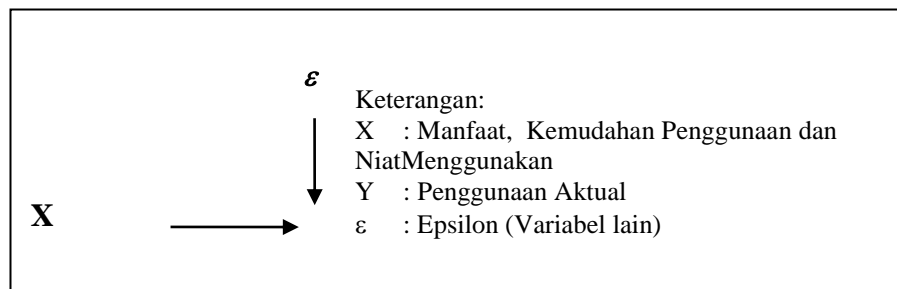 ε
Keterangan:
X : Manfaat, Kemudahan Penggunaan dan
NiatMenggunakan
Y : Penggunaan Aktual
X
ε : Epsilon (Variabel lain)